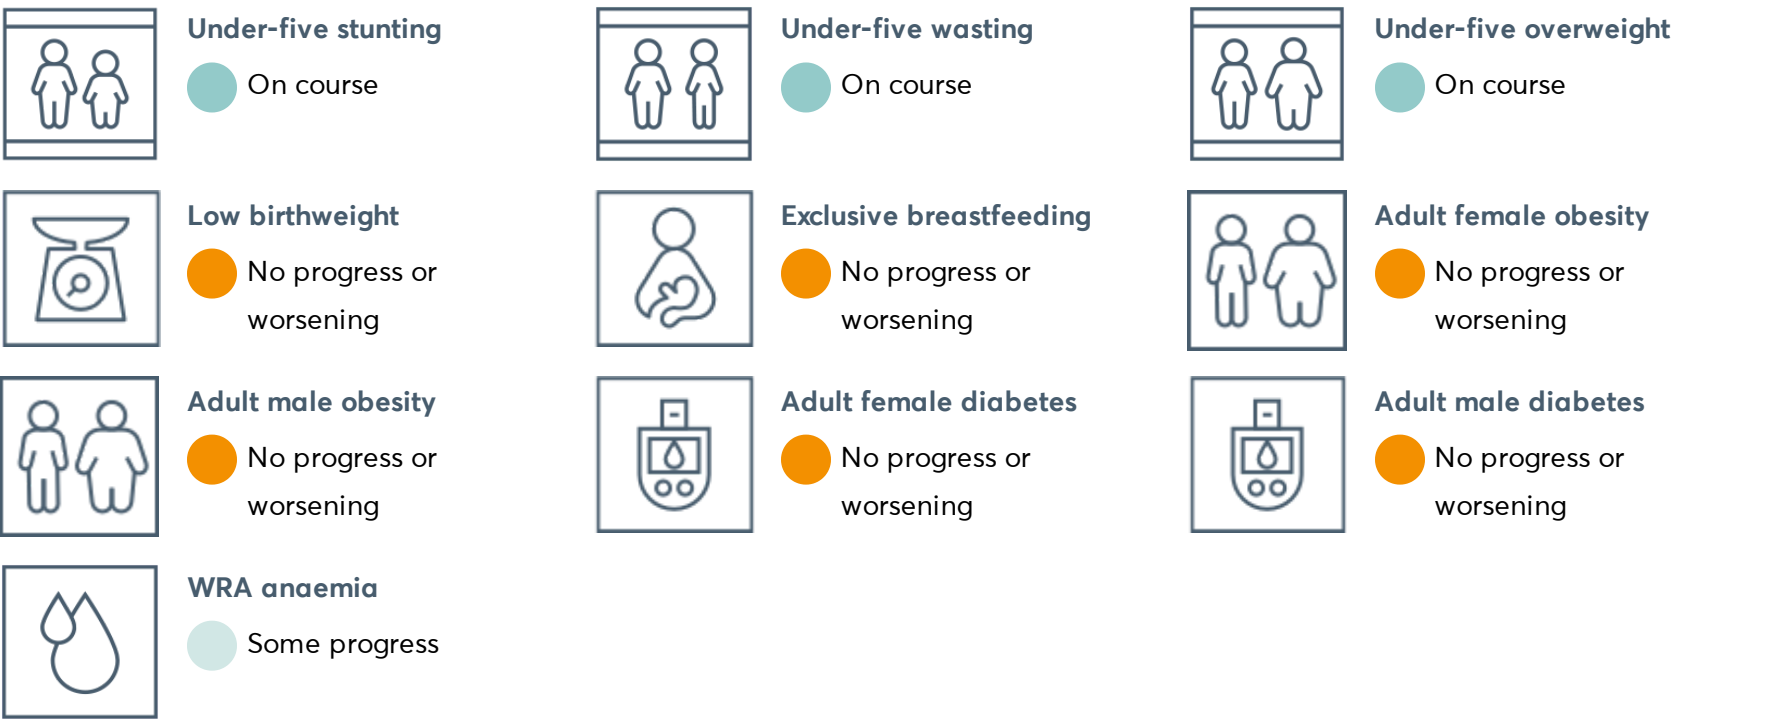 Under-five stunting
On course
Under-five wasting
On course
Under-five overweight
On course
Low birthweight
No progress or
worsening
Exclusive breastfeeding
No progress or
worsening
Adult female obesity
No progress or
worsening
Adult male obesity
No progress or
worsening
Adult female diabetes
No progress or
worsening
Adult male diabetes
No progress or
worsening
WRA anaemia
Some progress